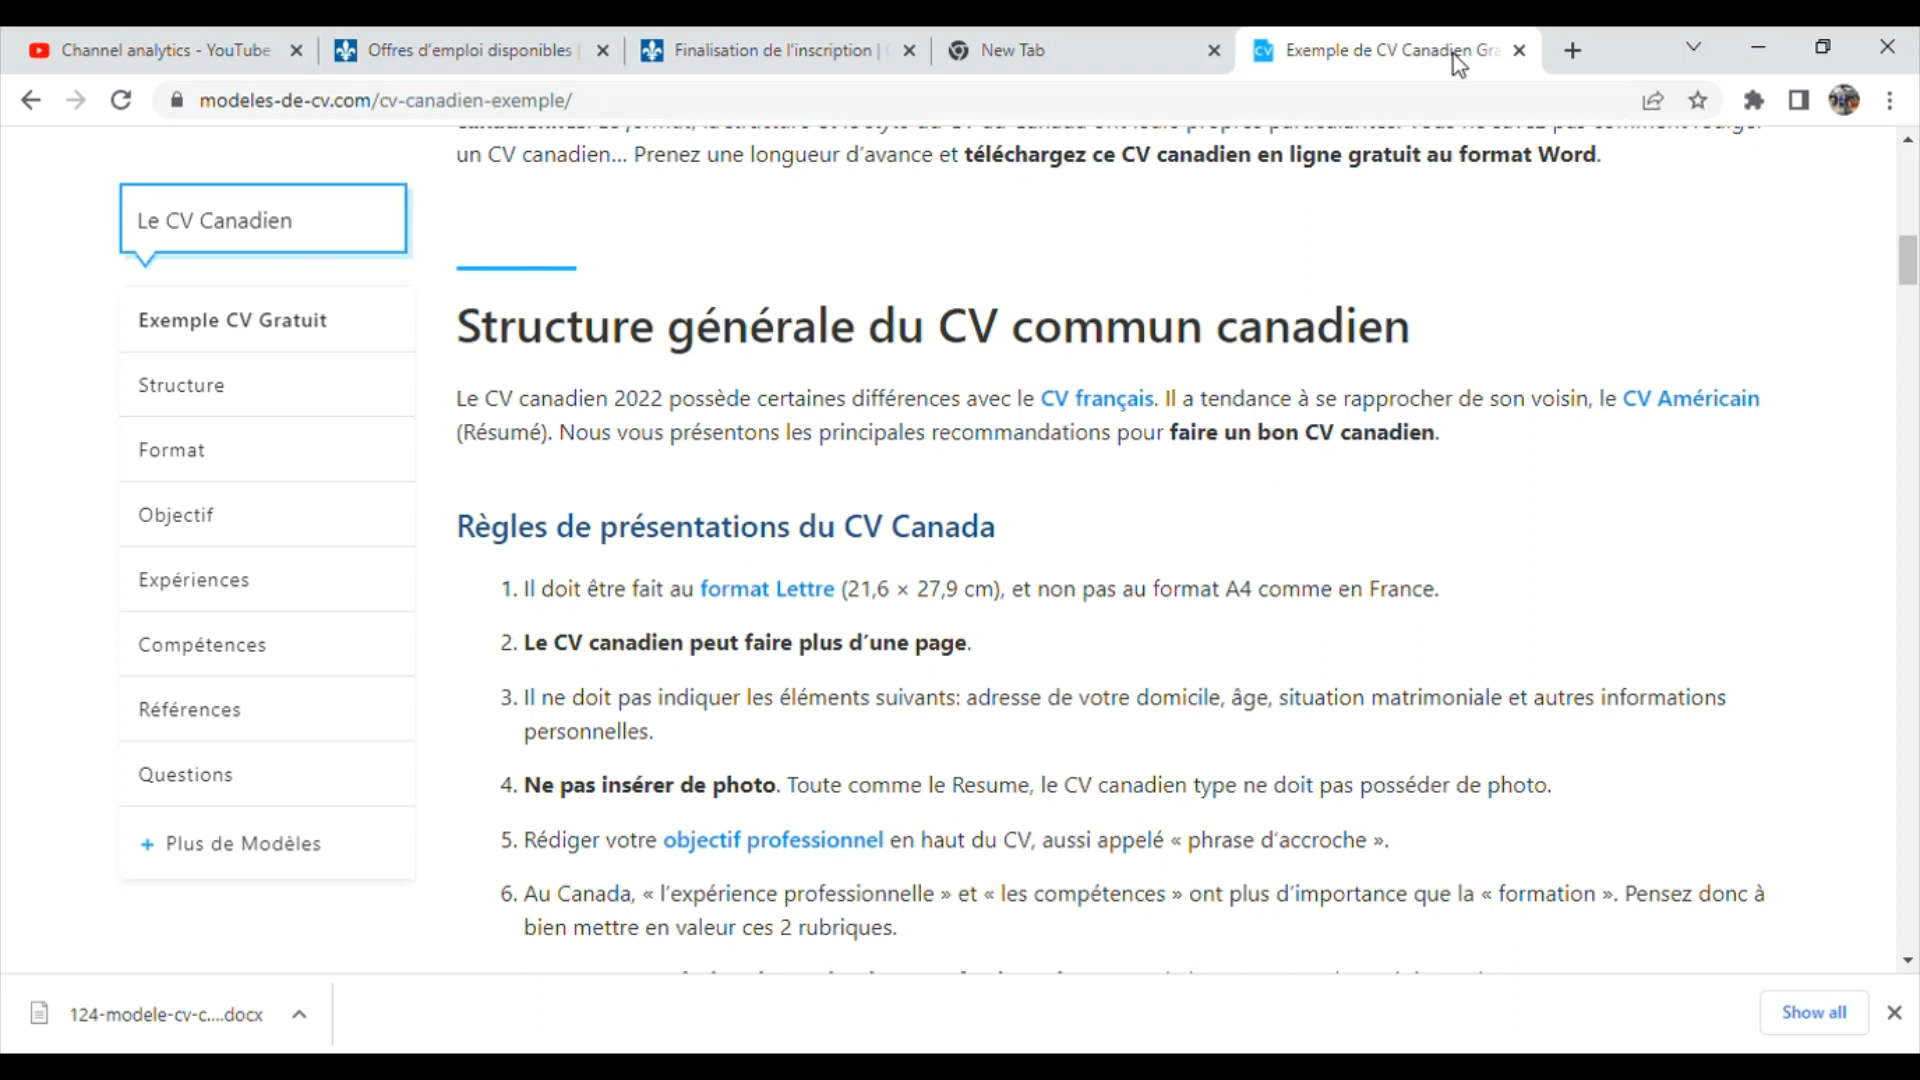 Channel analytics - YouTube
Offres d'emploi disponibles |
Finalisation de l'inscription |
New Tab
Exemple de CV Canadien Gra
modeles-de-cv.com/cv-canadien-exemple/
un CV canadien... Prenez une longueur d'avance et téléchargez ce CV canadien en ligne gratuit au format Word.
Le CV Canadien
Exemple CV Gratuit
Structure
Format
Objectif
Expériences
Compétences
Références
Questions
+ Plus de Modèles
Structure générale du CV commun canadien
Le CV canadien 2022 possède certaines différences avec le CV français. Il a tendance à se rapprocher de son voisin, le CV Américain
(Résumé). Nous vous présentons les principales recommandations pour faire un bon CV canadien.
Règles de présentations du CV Canada
1. Il doit être fait au format Lettre (21,6 × 27,9 cm), et non pas au format A4 comme en France.
2. Le CV canadien peut faire plus d'une page.
3. Il ne doit pas indiquer les éléments suivants: adresse de votre domicile, âge, situation matrimoniale et autres informations
personnelles.
4. Ne pas insérer de photo. Toute comme le Resume, le CV canadien type ne doit pas posséder de photo.
5. Rédiger votre objectif professionnel en haut du CV, aussi appelé « phrase d'accroche ».
6. Au Canada, « l'expérience professionnelle » et « les compétences » ont plus d'importance que la « formation ». Pensez donc à
bien mettre en valeur ces 2 rubriques.
124-modele-cv-c....docx
Show all